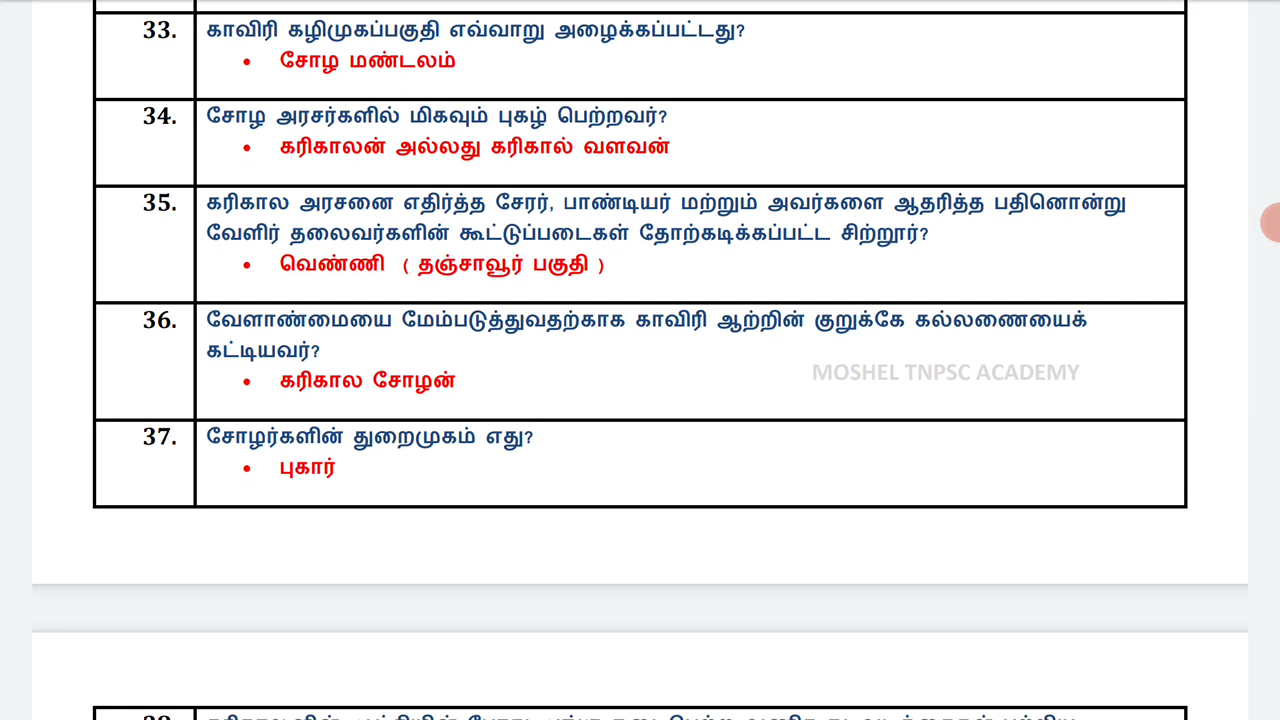 33. காவிரி கழிமுகப்பகுதி எவ்வாறு அழைக்கப்பட்டது?
• சோழ மண்டலம்
34. சோழ அரசர்களில் மிகவும் புகழ் பெற்றவர்?
• கரிகாலன் அல்லது கரிகால் வளவன்
35. கரிகால அரசனை எதிர்த்த சேரர், பாண்டியர் மற்றும் அவர்களை ஆதரித்த பதினொன்று
வேளிர் தலைவர்களின் கூட்டுப்படைகள் தோற்கடிக்கப்பட்ட சிற்றூர்?
• வெண்ணி ( தஞ்சாவூர் பகுதி )
36. வேளாண்மையை மேம்படுத்துவதற்காக காவிரி ஆற்றின் குறுக்கே கல்லணையைக்
கட்டியவர்?
• கரிகால சோழன்
MOSHEL TNPSC ACADEMY
37. சோழர்களின் துறைமுகம் எது?
• புகார்